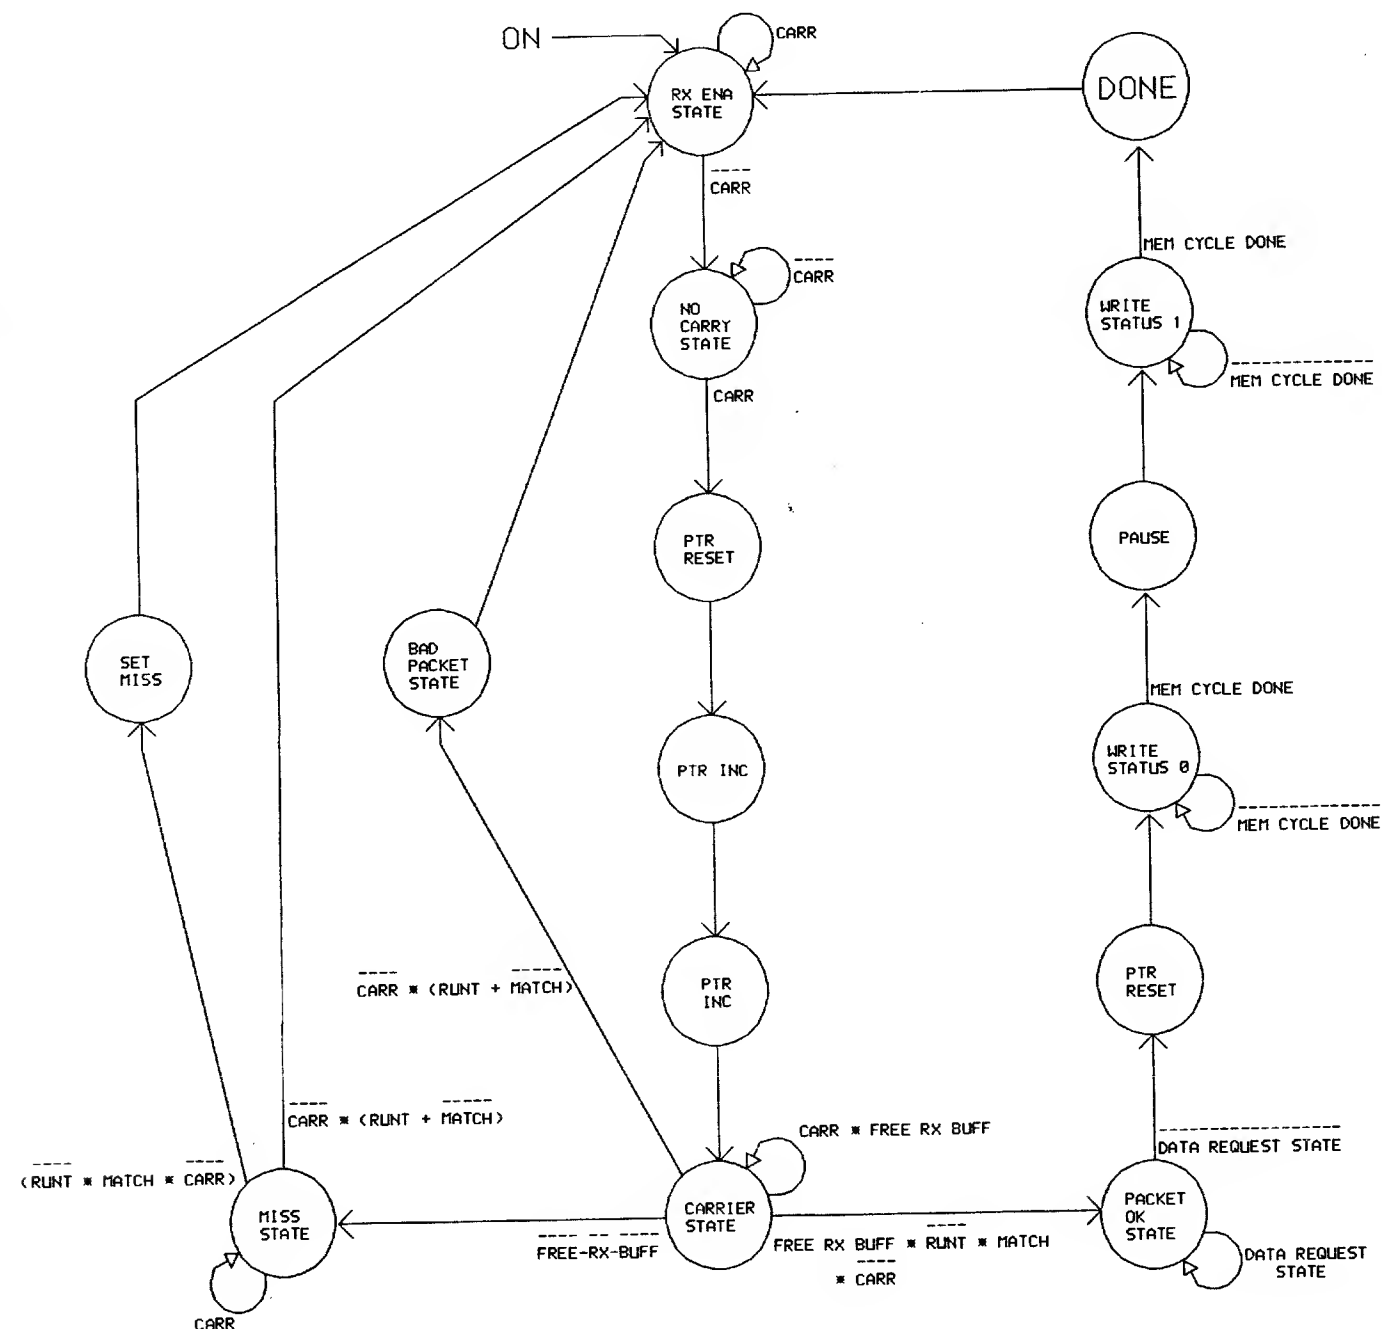 ON
CARR
RX ENA
STATE
DONE
CARR
MEM CYCLE DONE
CARR
NO
CARRY
STATE
WRITE
STATUS 1
MEM CYCLE DONE
CARR
PTR
RESET
PAUSE
BAD
PACKET
STATE
SET
MISS
MEM CYCLE DONE
PTR INC
WRITE
STATUS 0
MEM CYCLE DONE
PTR
INC
PTR
RESET
CARR * (RUNT + MATCH)
CARR * (RUNT + MATCH)
CARR * FREE RX BUFF
DATA REQUEST STATE
(RUNT * MATCH * CARR)
MISS
STATE
CARRIER
STATE
PACKET
OK
STATE
FREE-RX-BUFF
FREE RX BUFF * RUNT * MATCH
* CARR
DATA REQUEST
STATE
CARR